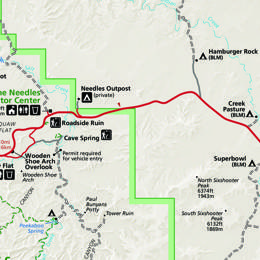 Hamburger Rock
(BLM)
Needles Outpost
(private)
he Needles
tor Center
Roadside Ruin
Creek
Pasture
(BLM)
SQUAW
FLAT
Cave Spring
Permit required
for vehicle entry
Wooden
Shoe Arch
Overlook
Wooden
Shoe Arch
Flat
Superbowl
(BLM)
North Sixshooter
Peak
6374ft
1943m
Paul
Bunyans
Potty
Tower Ruin
South Sixshooter
Peak
6132ft
1869m
CANYON
Peekaboo
Spring